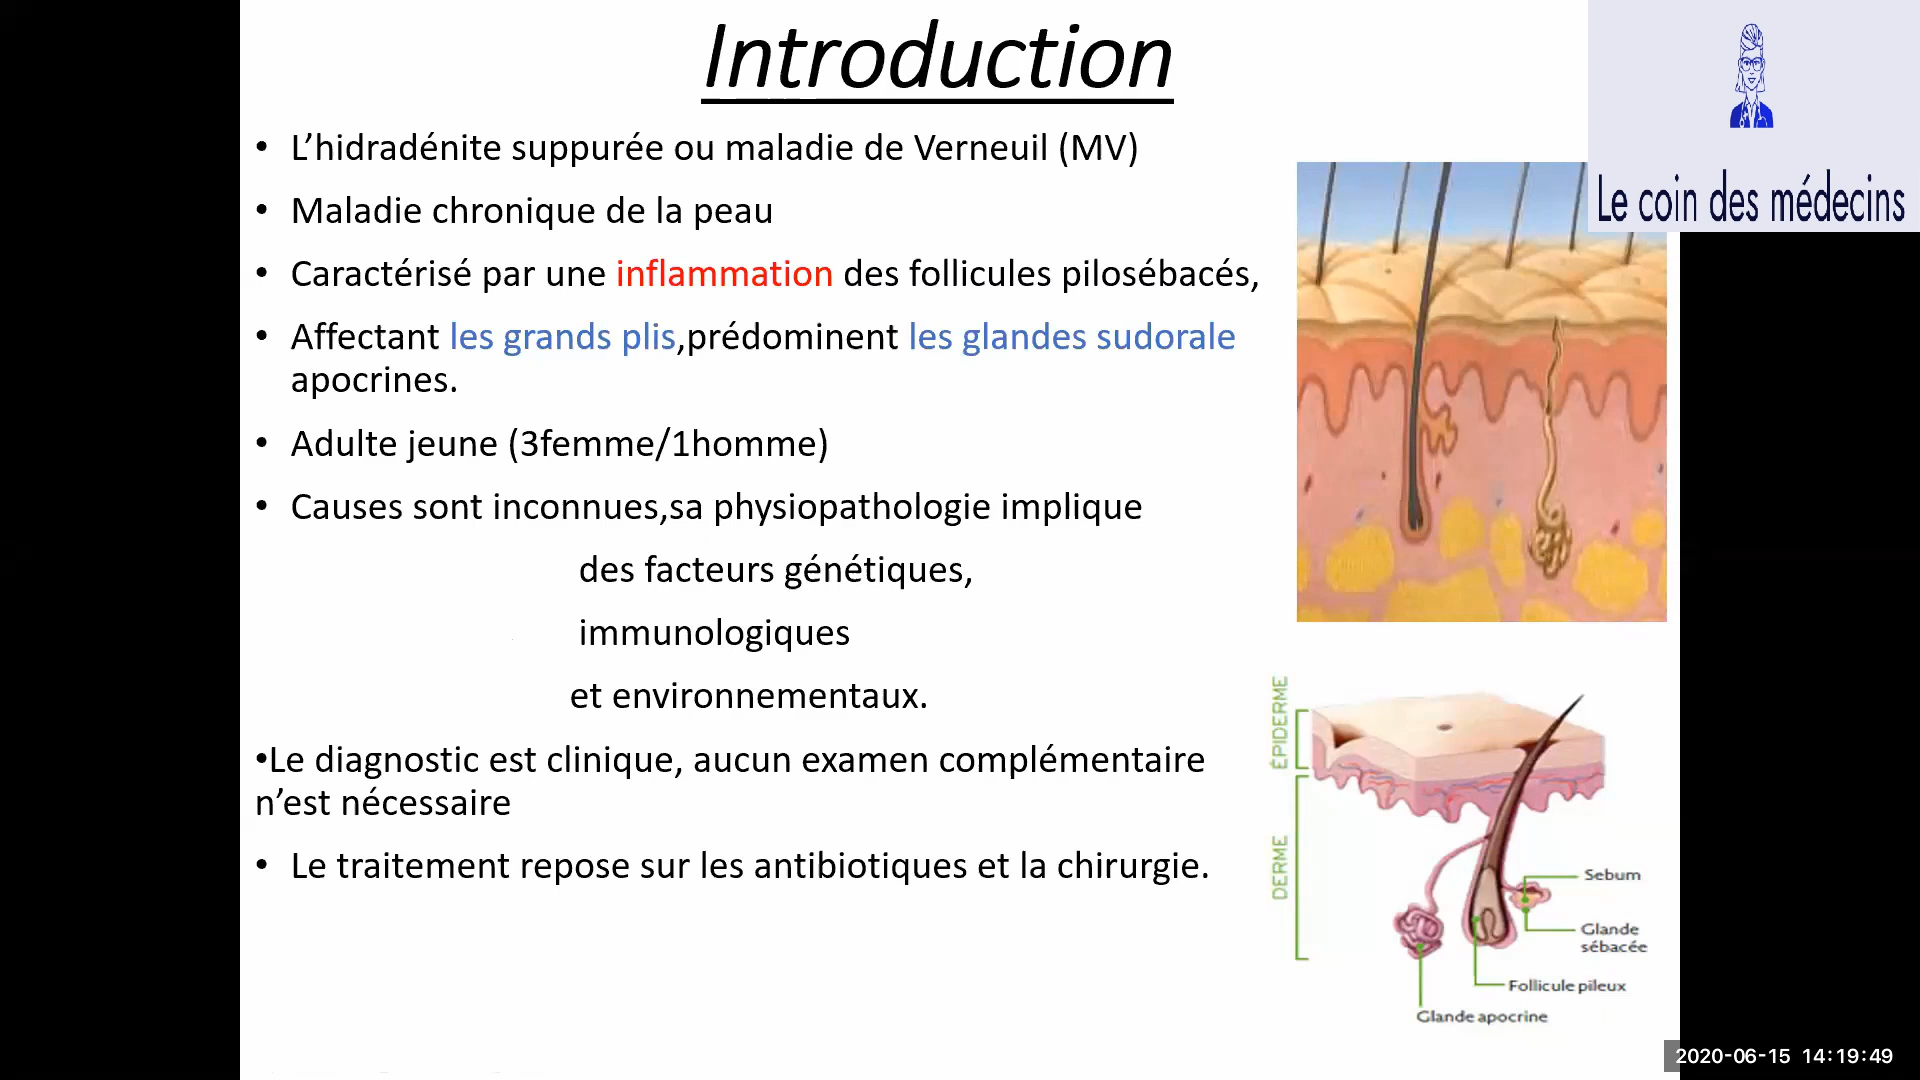 Introduction
Le coin des médecins
• L’hidradénite suppurée ou maladie de Verneuil (MV)
• Maladie chronique de la peau
• Caractérisé par une inflammation des follicules pilosébacés,
• Affectant les grands plis,prédominent les glandes sudorale
apocrines.
• Adulte jeune (3femme/1homme)
• Causes sont inconnues,sa physiopathologie implique
des facteurs génétiques,
immunologiques
et environnementaux.
•Le diagnostic est clinique, aucun examen complémentaire
n’est nécessaire
• Le traitement repose sur les antibiotiques et la chirurgie.
ÉPIDERME
DERME
Sebum
Glande
sébacée
Follicule pileux
Glande apocrine
2020-06-15 14:19:49